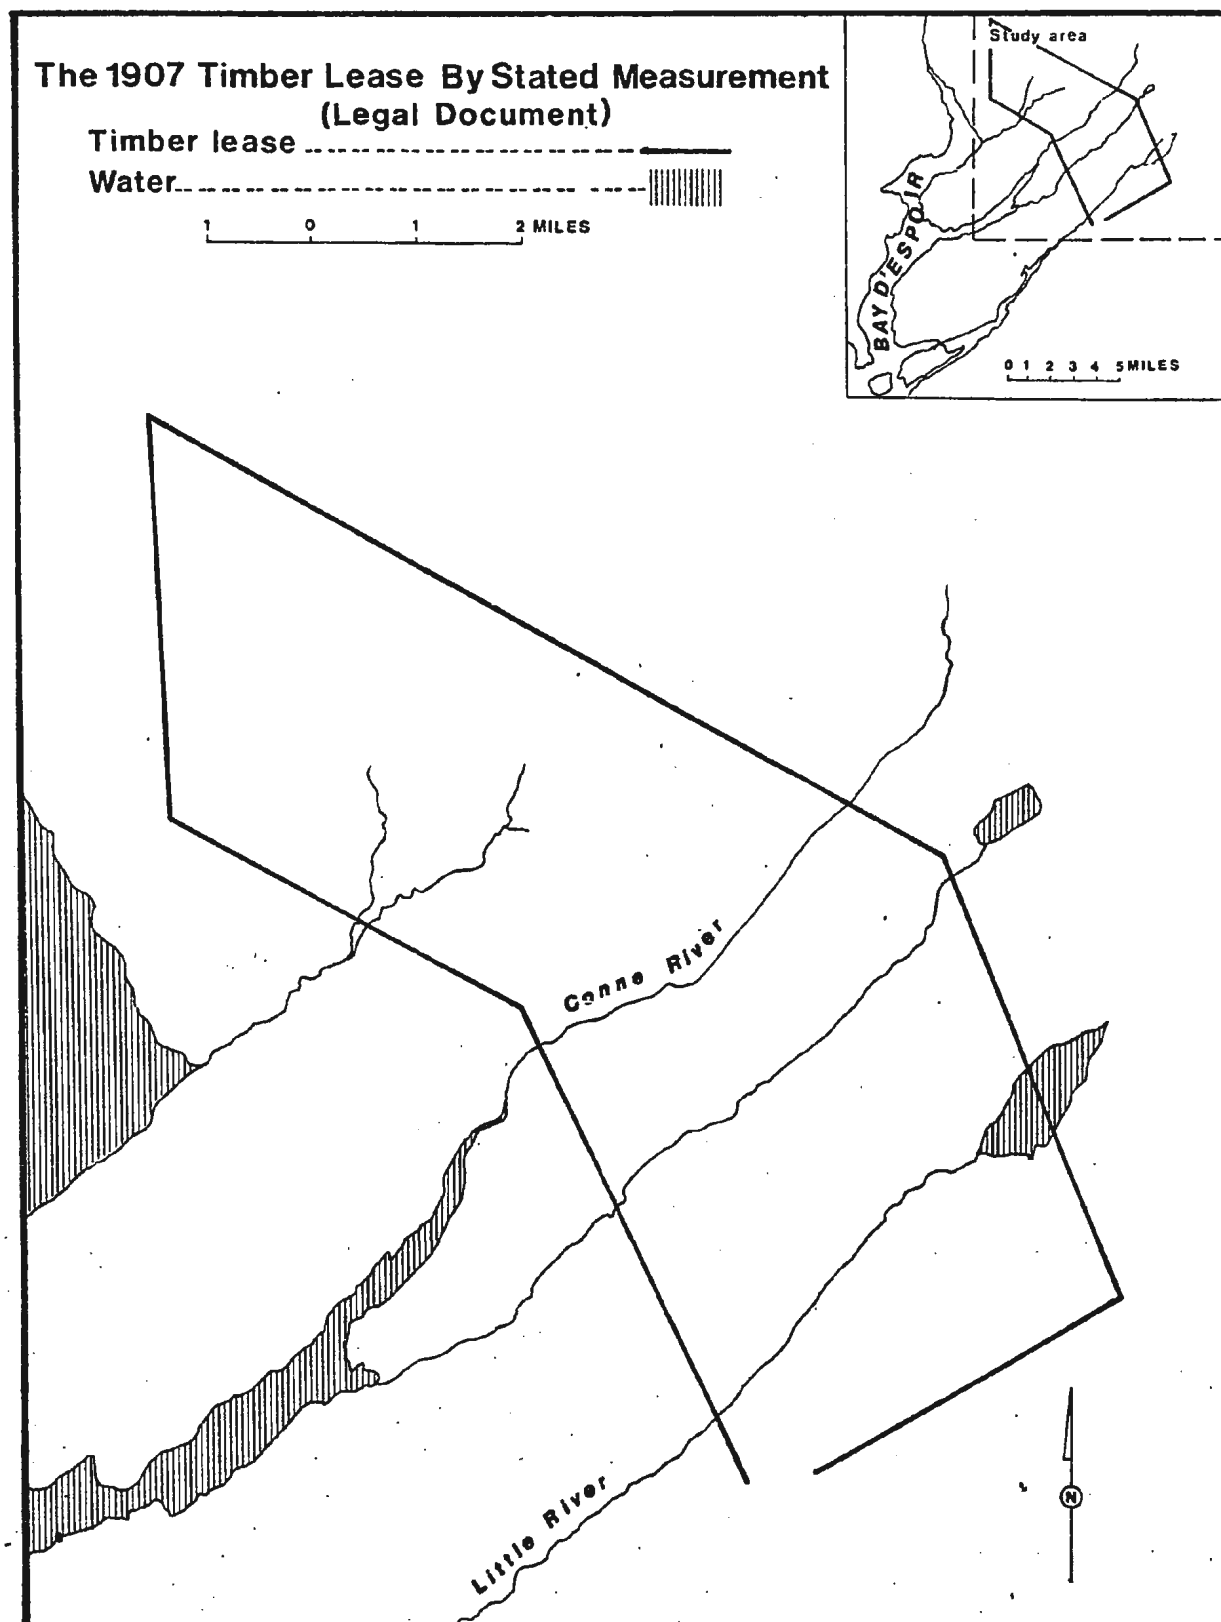 The 1907 Timber Lease By Stated Measurement
(Legal Document)
Timber lease
Water
1 0 1 2 MILES
Study area
BAY D'ESPOIR
0 1 2 3 4 5 MILES
Conne River
Little River
N